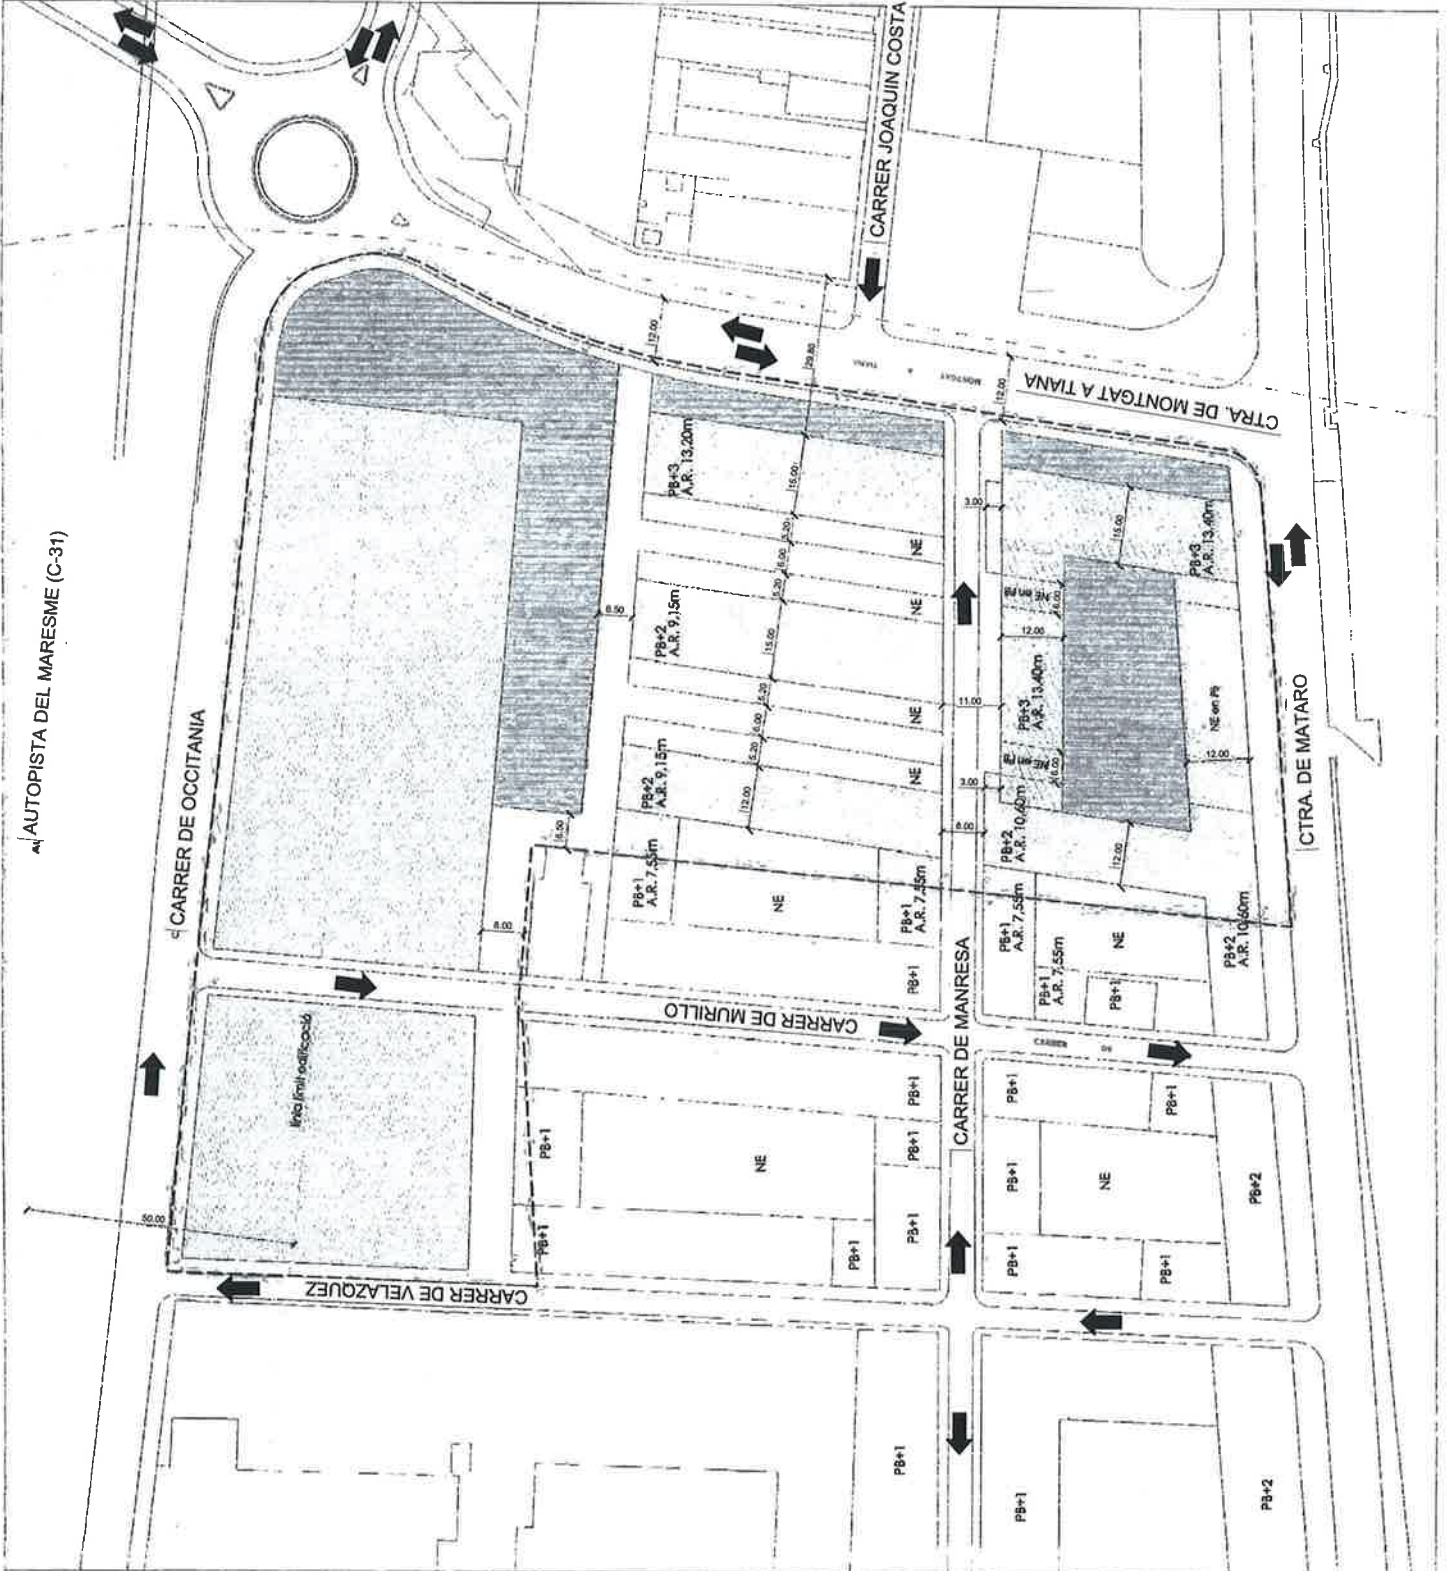 AUTOPISTA DEL MARESME (C-31)
CARRER DE OCCITANIA
CARRER JOAQUIN COSTA
CTRA. DE MONTGAT A TIANA
MONTGAT A TIANA
CTRA. DE MATARO
CARRER DE MANRESA
CARRER DE MURILLO
CARRER DE
CARRER DE VELAZQUEZ
línia límit edificació
50.00
12.00
29.80
12.00
PB+3
A.R. 13,20m
15.00
5.20
6.00
5.20
NE
NE
PB+2
A.R. 9,15m
15.00
5.20
6.00
5.20
NE
NE
PB+2
A.R. 9,15m
12.00
6.50
6.00
8.00
PB+1
A.R. 7,55m
NE
PB+1
A.R. 7,55m
PB+1
3.00
11.00
3.00
8.00
NE en PB
6.00
12.00
PB+3
A.R. 13,40m
NE en PB
6.00
15.00
PB+3
A.R. 13,40m
NE en PB
12.00
PB+2
A.R. 10,60m
12.00
PB+1
A.R. 7,55m
PB+1
A.R. 7,55m
NE
PB+1
PB+2
A.R. 10,60m
PB+1
PB+1
NE
PB+1
PB+1
PB+1
PB+1
PB+1
PB+1
PB+1
NE
PB+1
PB+1
PB+2
PB+1
PB+1
PB+2